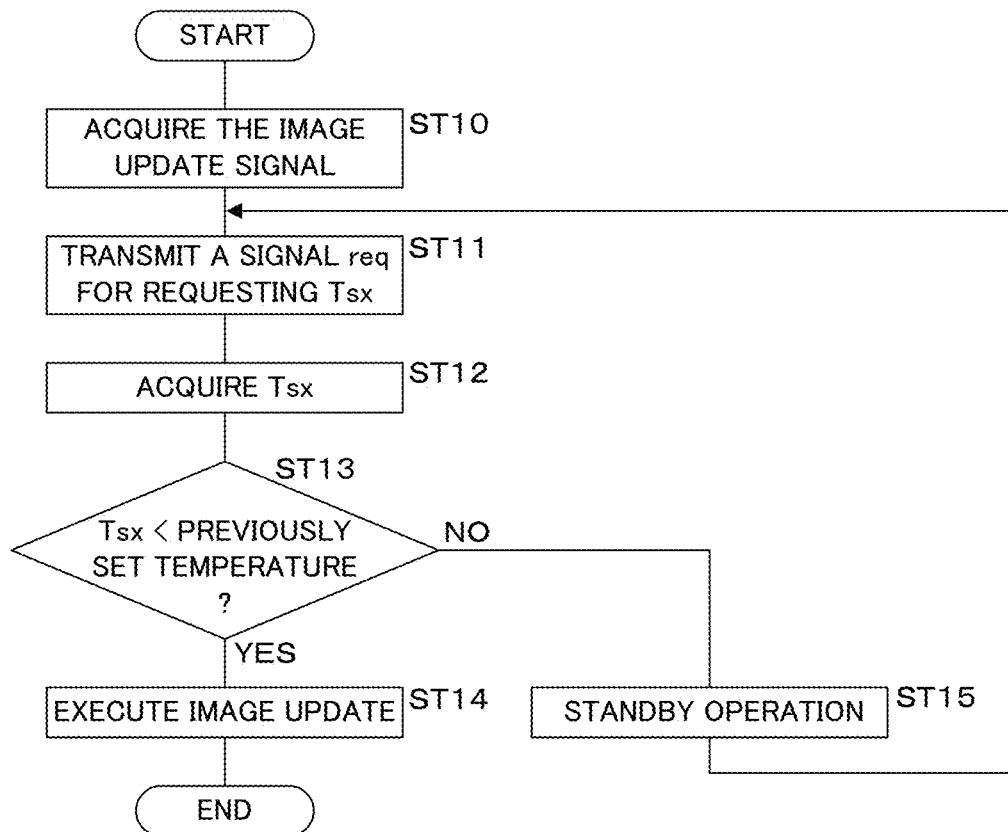 START
ACQUIRE THE IMAGE
UPDATE SIGNAL
ST10
TRANSMIT A SIGNAL req
FOR REQUESTING Tsx
ST11
ACQUIRE Tsx
ST12
ST13
Tsx < PREVIOUSLY
SET TEMPERATURE
?
NO
YES
EXECUTE IMAGE UPDATE
ST14
STANDBY OPERATION
ST15
END